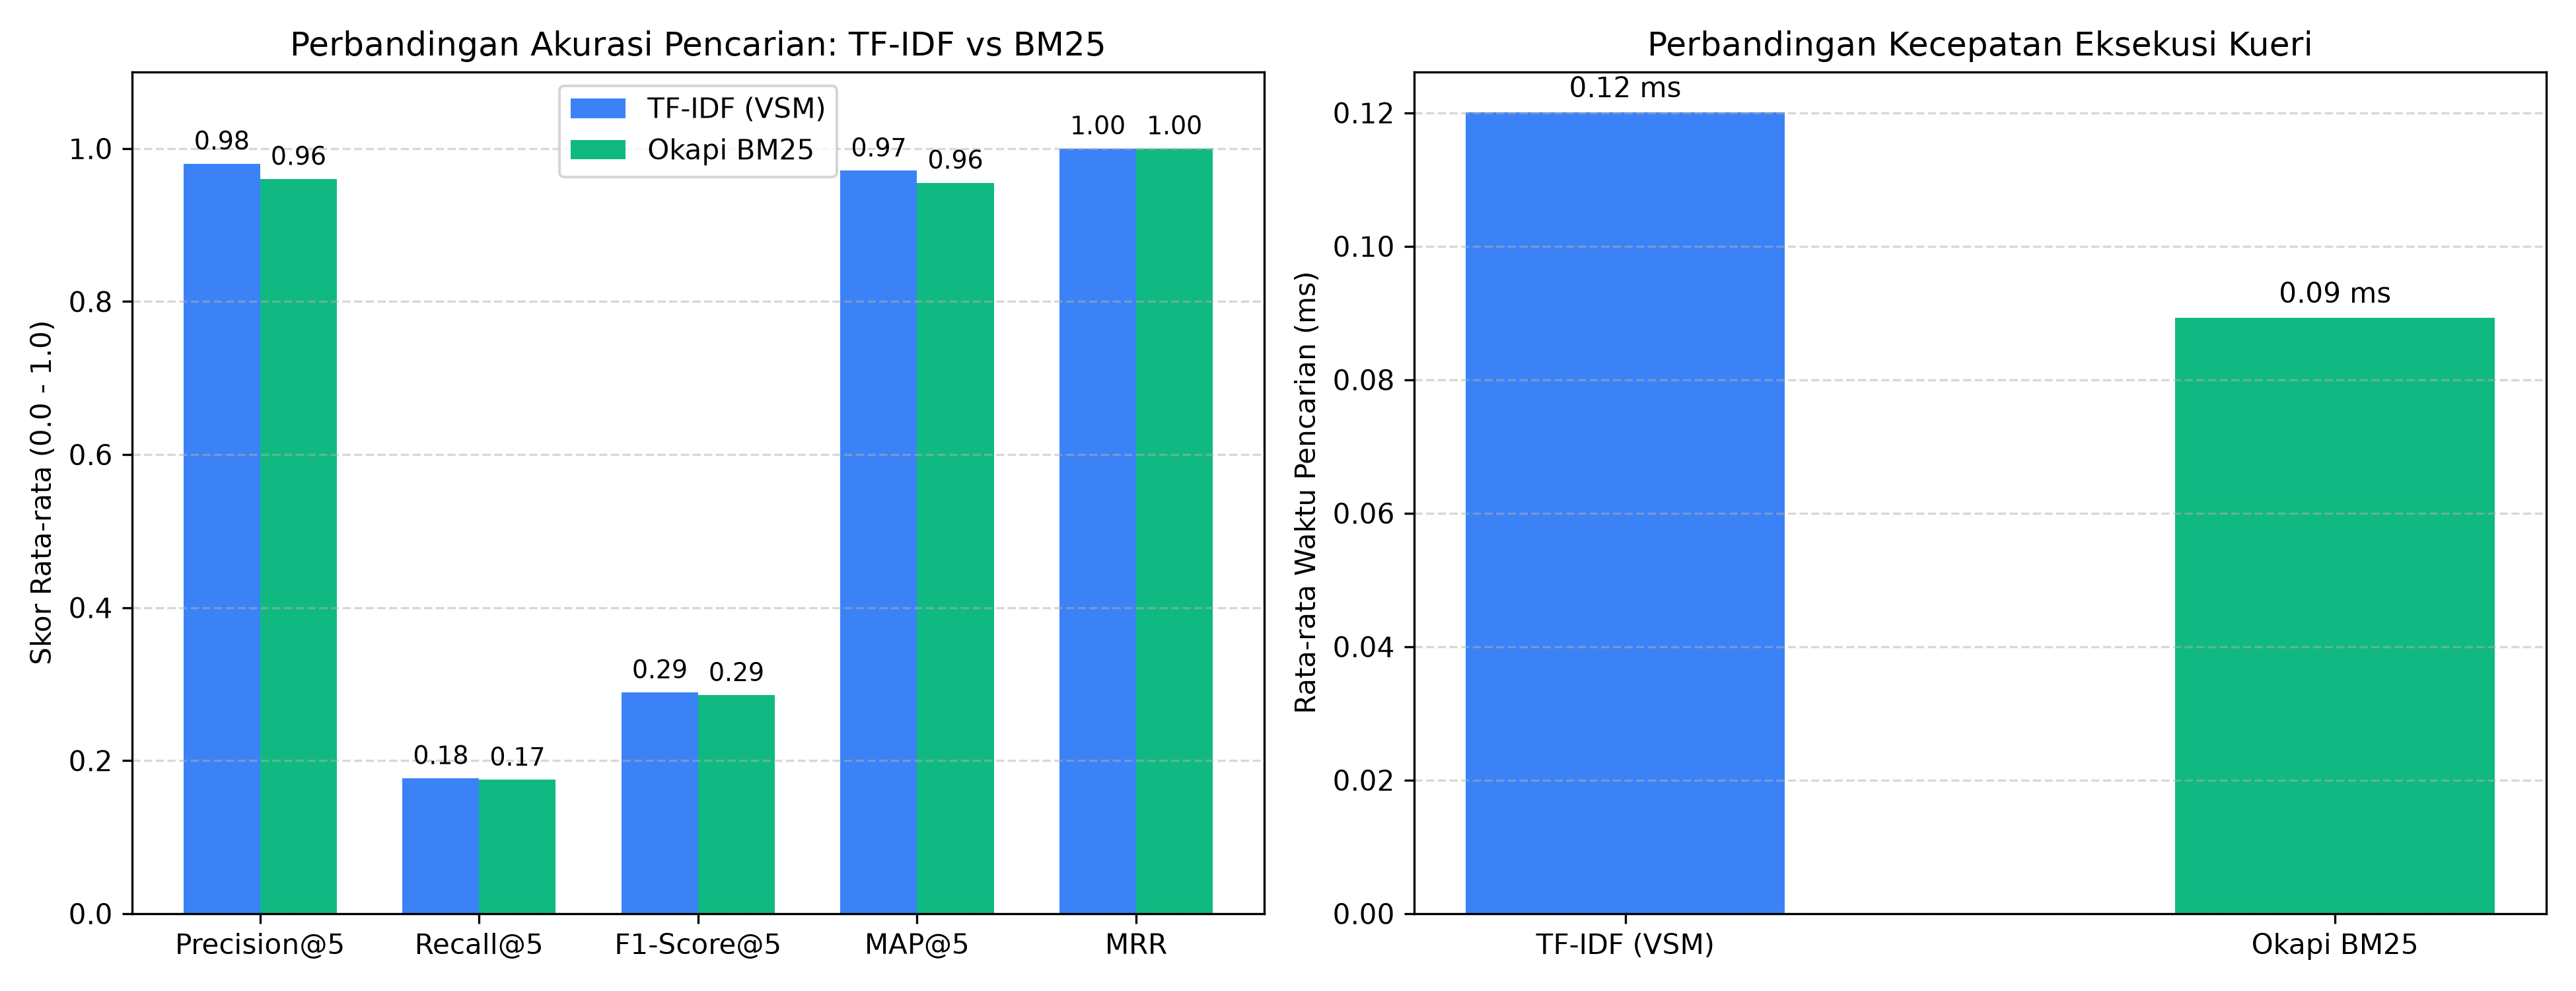 Perbandingan Akurasi Pencarian: TF-IDF vs BM25
TF-IDF (VSM)
Okapi BM25
Skor Rata-rata (0.0 - 1.0)
1.0
0.8
0.6
0.4
0.2
0.0
0.98
0.96
0.18
0.17
0.29
0.29
0.97
0.96
1.00
1.00
Precision@5
Recall@5
F1-Score@5
MAP@5
MRR
Perbandingan Kecepatan Eksekusi Kueri
Rata-rata Waktu Pencarian (ms)
0.12
0.10
0.08
0.06
0.04
0.02
0.00
0.12 ms
0.09 ms
TF-IDF (VSM)
Okapi BM25